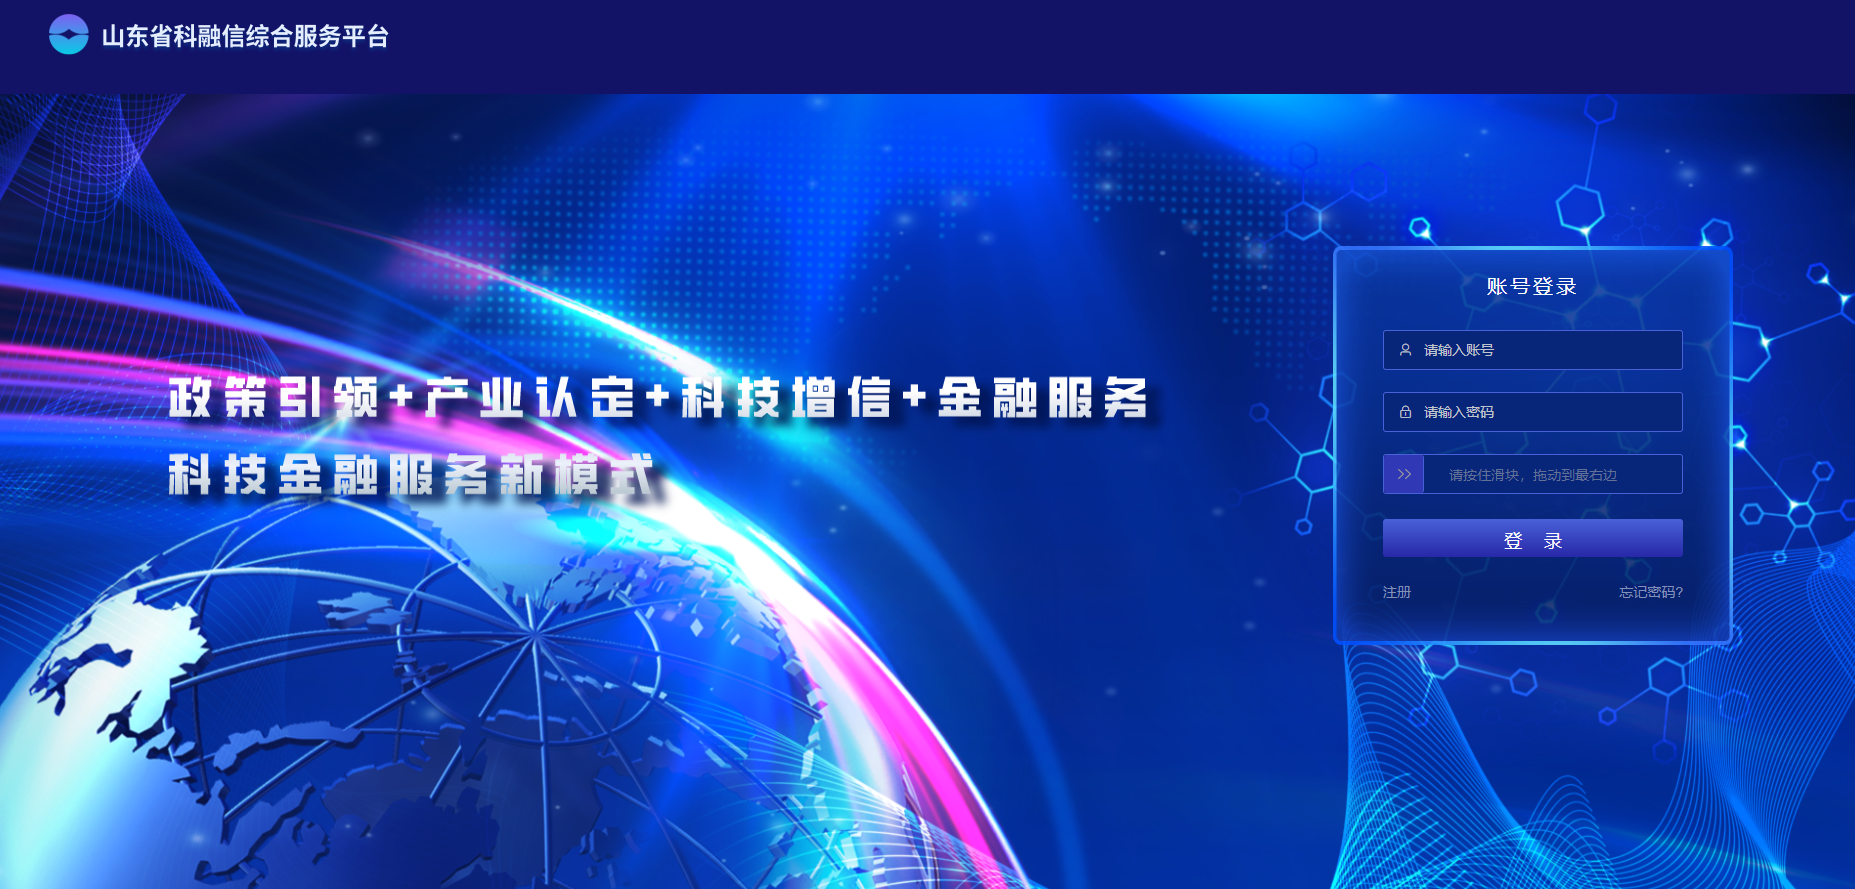 山东省科融信综合服务平台
政策引领+产业认定+科技增信+金融服务
科技金融服务新模式
账号登录
请输入账号
请输入密码
请按住滑块，拖动到最右边
登 录
注册 忘记密码?